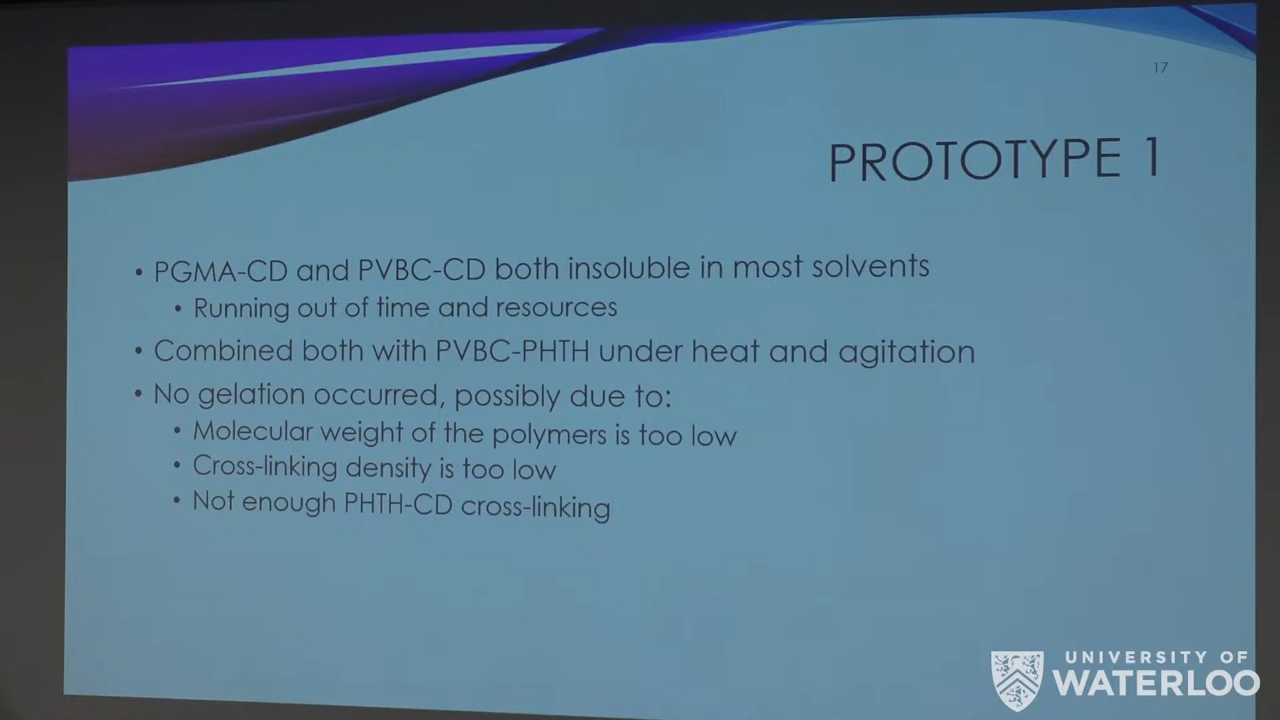 17
PROTOTYPE 1
• PGMA-CD and PVBC-CD both insoluble in most solvents
• Running out of time and resources
• Combined both with PVBC-PHTH under heat and agitation
• No gelation occurred, possibly due to:
• Molecular weight of the polymers is too low
• Cross-linking density is too low
• Not enough PHTH-CD cross-linking
UNIVERSITY OF
WATERLOO